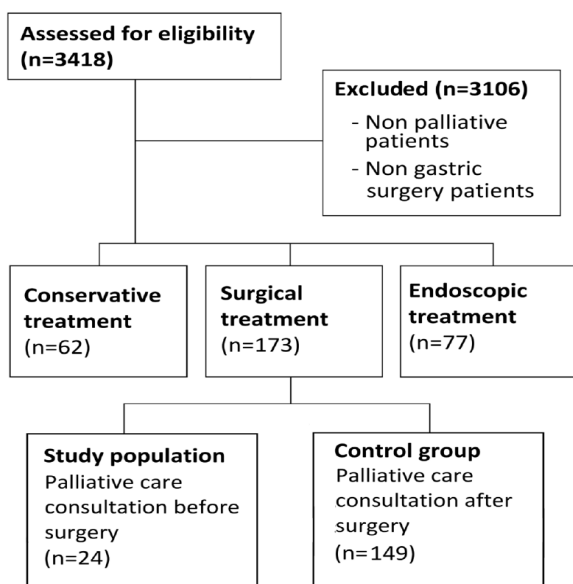 Assessed for eligibility
(n=3418)
Excluded (n=3106)
- Non palliative
patients
- Non gastric
surgery patients
Conservative
treatment
(n=62)
Surgical
treatment
(n=173)
Endoscopic
treatment
(n=77)
Study population
Palliative care
consultation before
surgery
(n=24)
Control group
Palliative care
consultation after
surgery
(n=149)